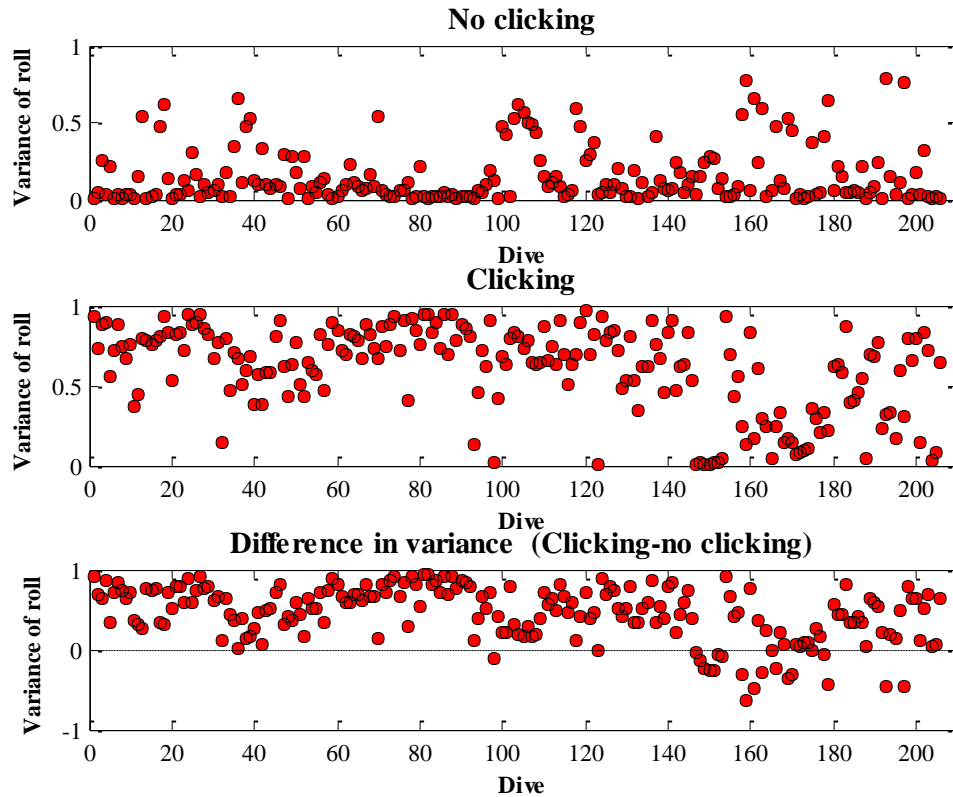 No clicking
1
0.5
0
Variance of roll
0 20 40 60 80 100 120 140 160 180 200
Dive
Clicking
1
0.5
0
Variance of roll
0 20 40 60 80 100 120 140 160 180 200
Dive
Difference in variance (Clicking-no clicking)
1
0
-1
Variance of roll
0 20 40 60 80 100 120 140 160 180 200
Dive